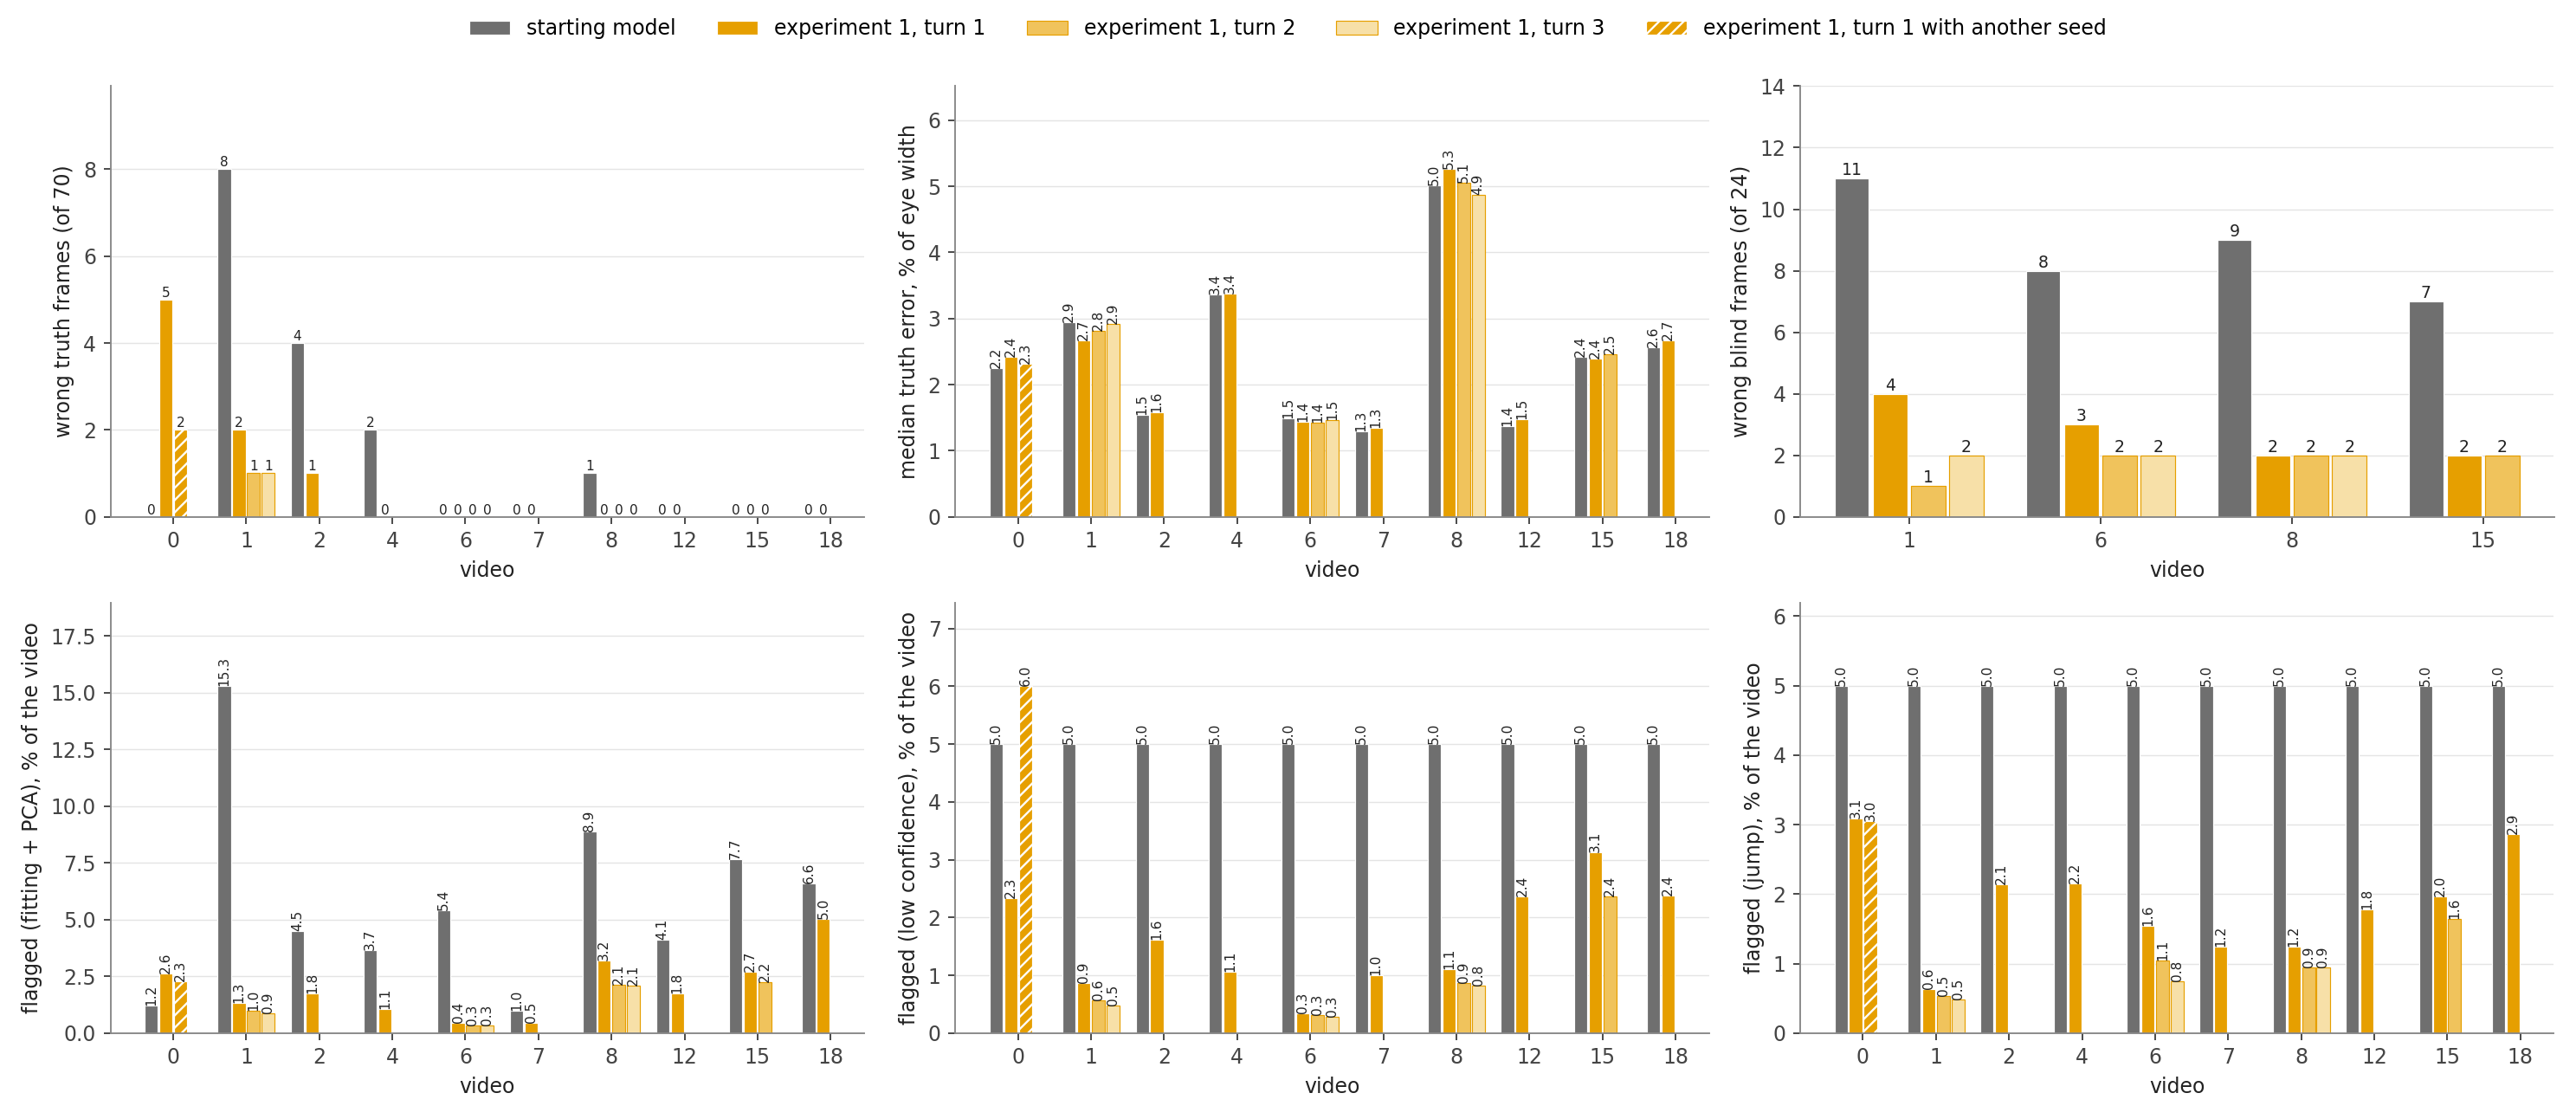 starting model experiment 1, turn 1 experiment 1, turn 2 experiment 1, turn 3 experiment 1, turn 1 with another seed
wrong truth frames (of 70)
8
6
4
2
0
0 5 2
8 2 1 1
4 1
2 0
0 0 0 0
0 0
1 0 0 0
0 0
0 0 0
0 0
0 1 2 4 6 7 8 12 15 18
video
median truth error, % of eye width
6
5
4
3
2
1
0
2.2 2.4 2.3
2.9 2.7 2.8 2.9
1.5 1.6
3.4 3.4
1.5 1.4 1.4 1.5
1.3 1.3
5.0 5.3 5.1 4.9
1.4 1.5
2.4 2.4 2.5
2.6 2.7
0 1 2 4 6 7 8 12 15 18
video
wrong blind frames (of 24)
14
12
10
8
6
4
2
0
11 4 1 2
8 3 2 2
9 2 2 2
7 2 2
1 6 8 15
video
flagged (fitting + PCA), % of the video
17.5
15.0
12.5
10.0
7.5
5.0
2.5
0.0
1.2 2.6 2.3
15.3 1.3 1.0 0.9
4.5 1.8
3.7 1.1
5.4 0.4 0.3 0.3
1.0 0.5
8.9 3.2 2.1 2.1
4.1 1.8
7.7 2.7 2.2
6.6 5.0
0 1 2 4 6 7 8 12 15 18
video
flagged (low confidence), % of the video
7
6
5
4
3
2
1
0
5.0 2.3 6.0
5.0 0.9 0.6 0.5
5.0 1.6
5.0 1.1
5.0 0.3 0.3 0.3
5.0 1.0
5.0 1.1 0.9 0.8
5.0 2.4
5.0 3.1 2.4
5.0 2.4
0 1 2 4 6 7 8 12 15 18
video
flagged (jump), % of the video
6
5
4
3
2
1
0
5.0 3.1 3.0
5.0 0.6 0.5 0.5
5.0 2.1
5.0 2.2
5.0 1.6 1.1 0.8
5.0 1.2
5.0 1.2 0.9 0.9
5.0 1.8
5.0 2.0 1.6
5.0 2.9
0 1 2 4 6 7 8 12 15 18
video